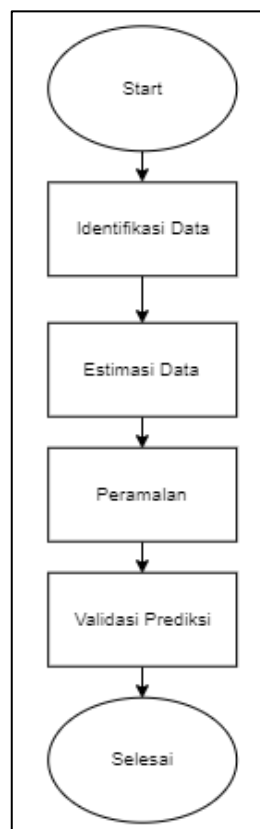 Start
Identifikasi Data
Estimasi Data
Peramalan
Validasi Prediksi
Selesai